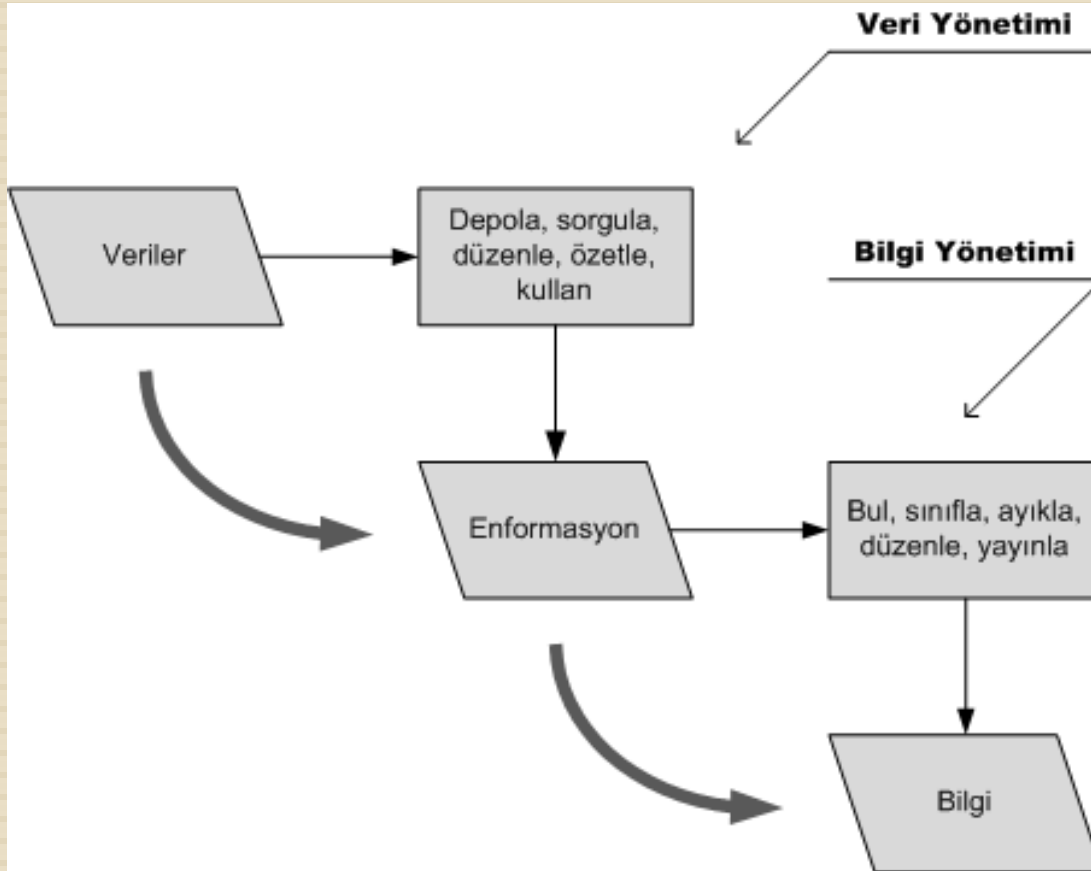 Veri Yönetimi
Veriler
Depola, sorgula,
düzenle, özetle,
kullan
Bilgi Yönetimi
Enformasyon
Bul, sınıfla, ayıkla,
düzenle, yayınla
Bilgi